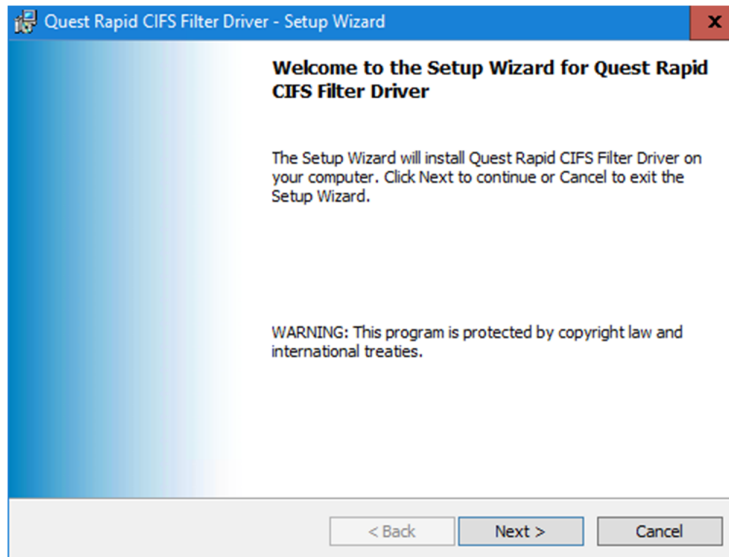 Quest Rapid CIFS Filter Driver - Setup Wizard
x
Welcome to the Setup Wizard for Quest Rapid
CIFS Filter Driver
The Setup Wizard will install Quest Rapid CIFS Filter Driver on
your computer. Click Next to continue or Cancel to exit the
Setup Wizard.
WARNING: This program is protected by copyright law and
international treaties.
< Back Next > Cancel